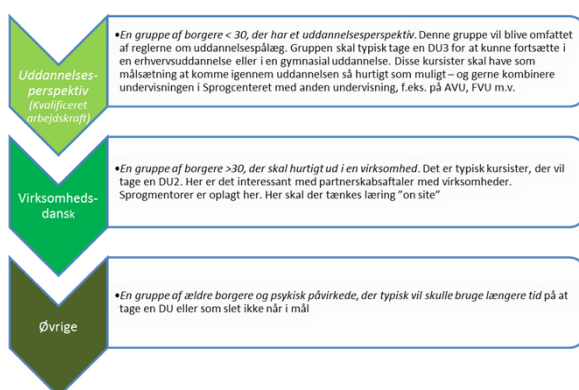 Uddannelses-
perspektiv
(Kvalificeret
arbejdskraft)
•En gruppe af borgere < 30, der har et uddannelsesperspektiv. Denne gruppe vil blive omfattet
af reglerne om uddannelsespålæg. Gruppen skal typisk tage en DU3 for at kunne fortsætte i
en erhvervsuddannelse eller i en gymnasial uddannelse. Disse kursister skal have som
målsætning at komme igennem uddannelsen så hurtigt som muligt – og gerne kombinere
undervisningen i Sprogcenteret med anden undervisning, f.eks. på AVU, FVU m.v.
Virksomheds-
dansk
•En gruppe af borgere >30, der skal hurtigt ud i en virksomhed. Det er typisk kursister, der vil
tage en DU2. Her er det interessant med partnerskabsaftaler med virksomheder.
Sprogmentorer er oplagt her. Her skal der tænkes læring ”on site”
Øvrige
•En gruppe af ældre borgere og psykisk påvirkede, der typisk vil skulle bruge længere tid på at
tage en DU eller som slet ikke når i mål